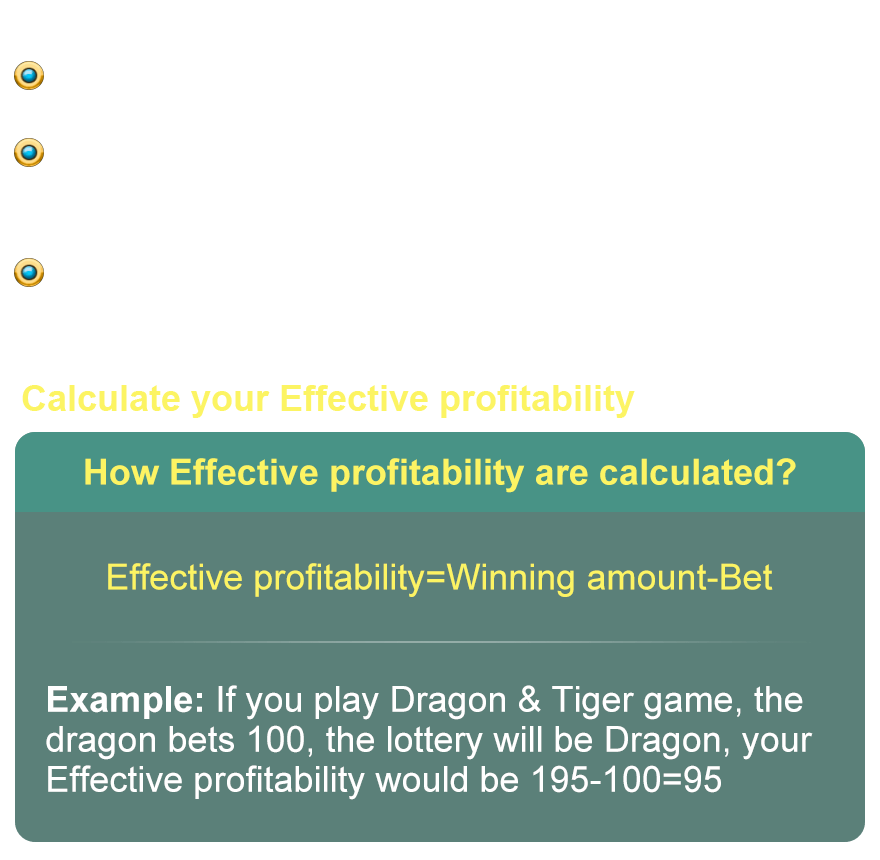 Calculate your Effective profitability
How Effective profitability are calculated?
Effective profitability=Winning amount-Bet
Example: If you play Dragon & Tiger game, the
dragon bets 100, the lottery will be Dragon, your
Effective profitability would be 195-100=95